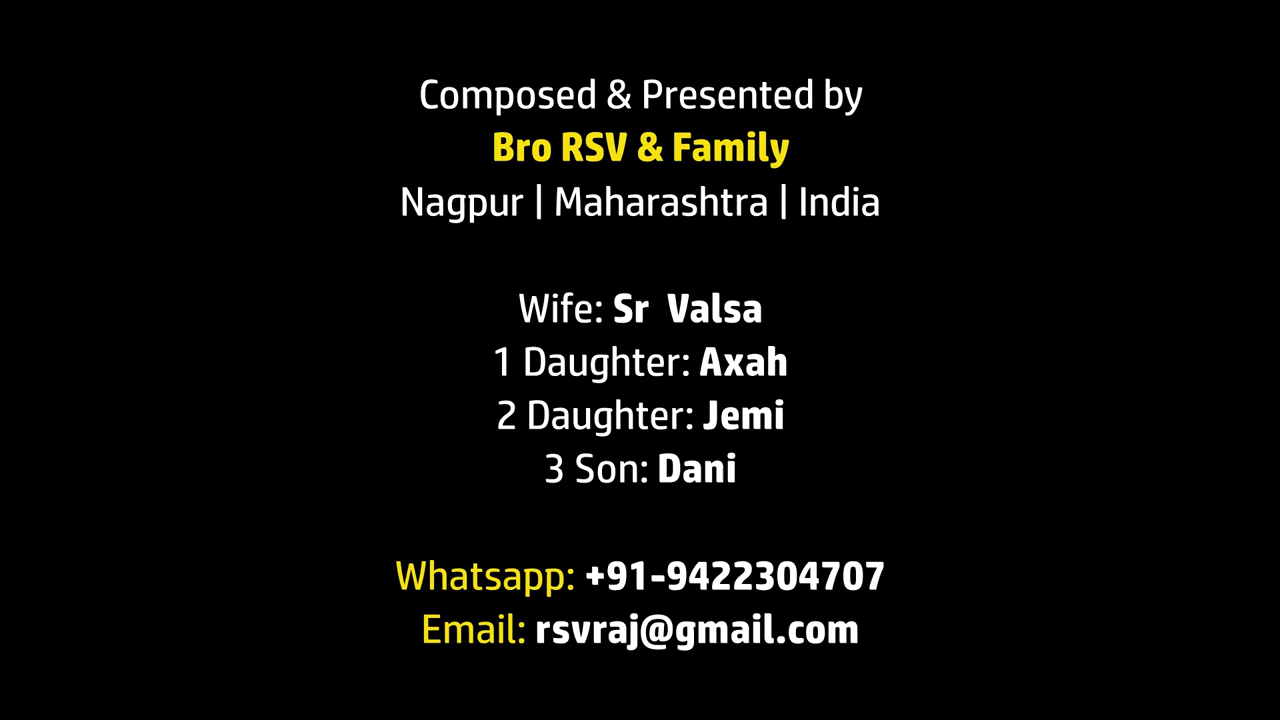 Composed & Presented by
Bro RSV & Family
Nagpur | Maharashtra | India
Wife: Sr  Valsa
1 Daughter: Axah
2 Daughter: Jemi
3 Son: Dani
Whatsapp: +91-9422304707
Email: rsvraj@gmail.com